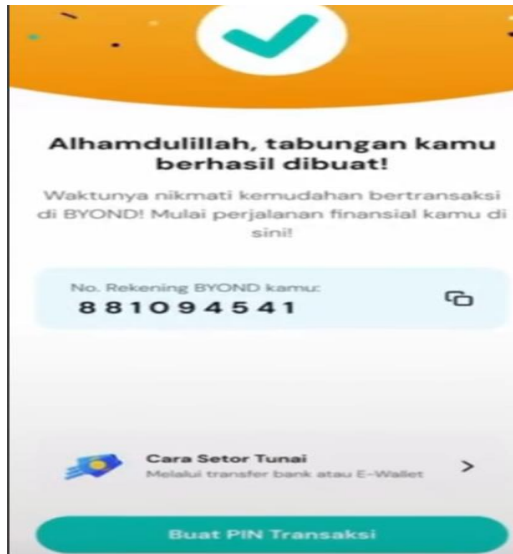 Alhamdulillah, tabungan kamu
berhasil dibuat!
Waktunya nikmati kemudahan bertransaksi
di BYOND! Mulai perjalanan finansial kamu di
sini!
No. Rekening BYOND kamu:
881094541
Cara Setor Tunai
Melalui transfer bank atau E-Wallet
Buat PIN Transaksi